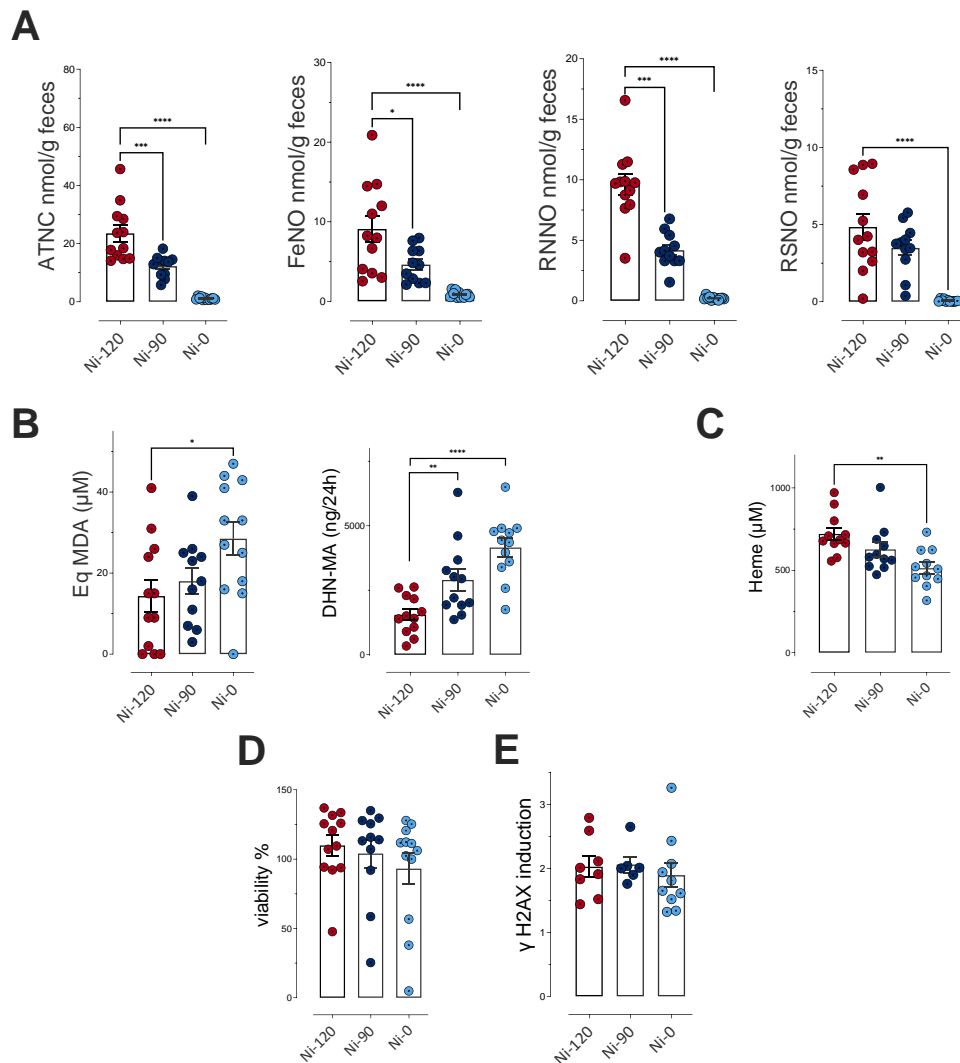 A
ATNC nmol/g feces
80
60
40
20
0
****
***
Ni-120
Ni-90
Ni-0
FeNO nmol/g feces
30
20
10
0
****
*
Ni-120
Ni-90
Ni-0
RNNO nmol/g feces
20
15
10
5
0
****
***
Ni-120
Ni-90
Ni-0
RSNO nmol/g feces
15
10
5
0
****
Ni-120
Ni-90
Ni-0
B
Eq MDA (μM)
40
20
0
*
Ni-120
Ni-90
Ni-0
DHN-MA (ng/24h)
5000
0
****
**
Ni-120
Ni-90
Ni-0
C
Heme (μM)
1000
500
0
**
Ni-120
Ni-90
Ni-0
D
viability %
150
100
50
0
Ni-120
Ni-90
Ni-0
E
γ H2AX induction
3
2
1
0
Ni-120
Ni-90
Ni-0